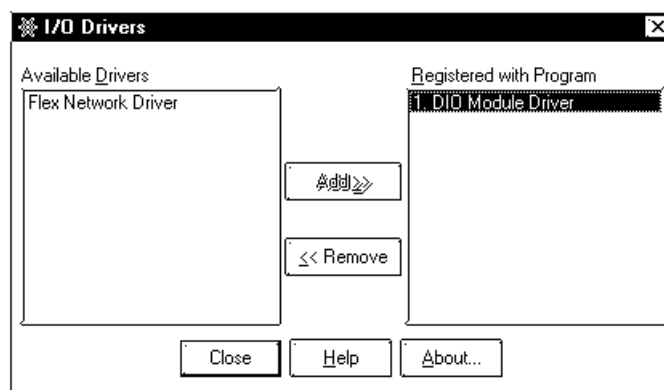 I/O Drivers
Available Drivers
Registered with Program
Flex Network Driver
1. DIO Module Driver
Add>>
<< Remove
Close
Help
About...